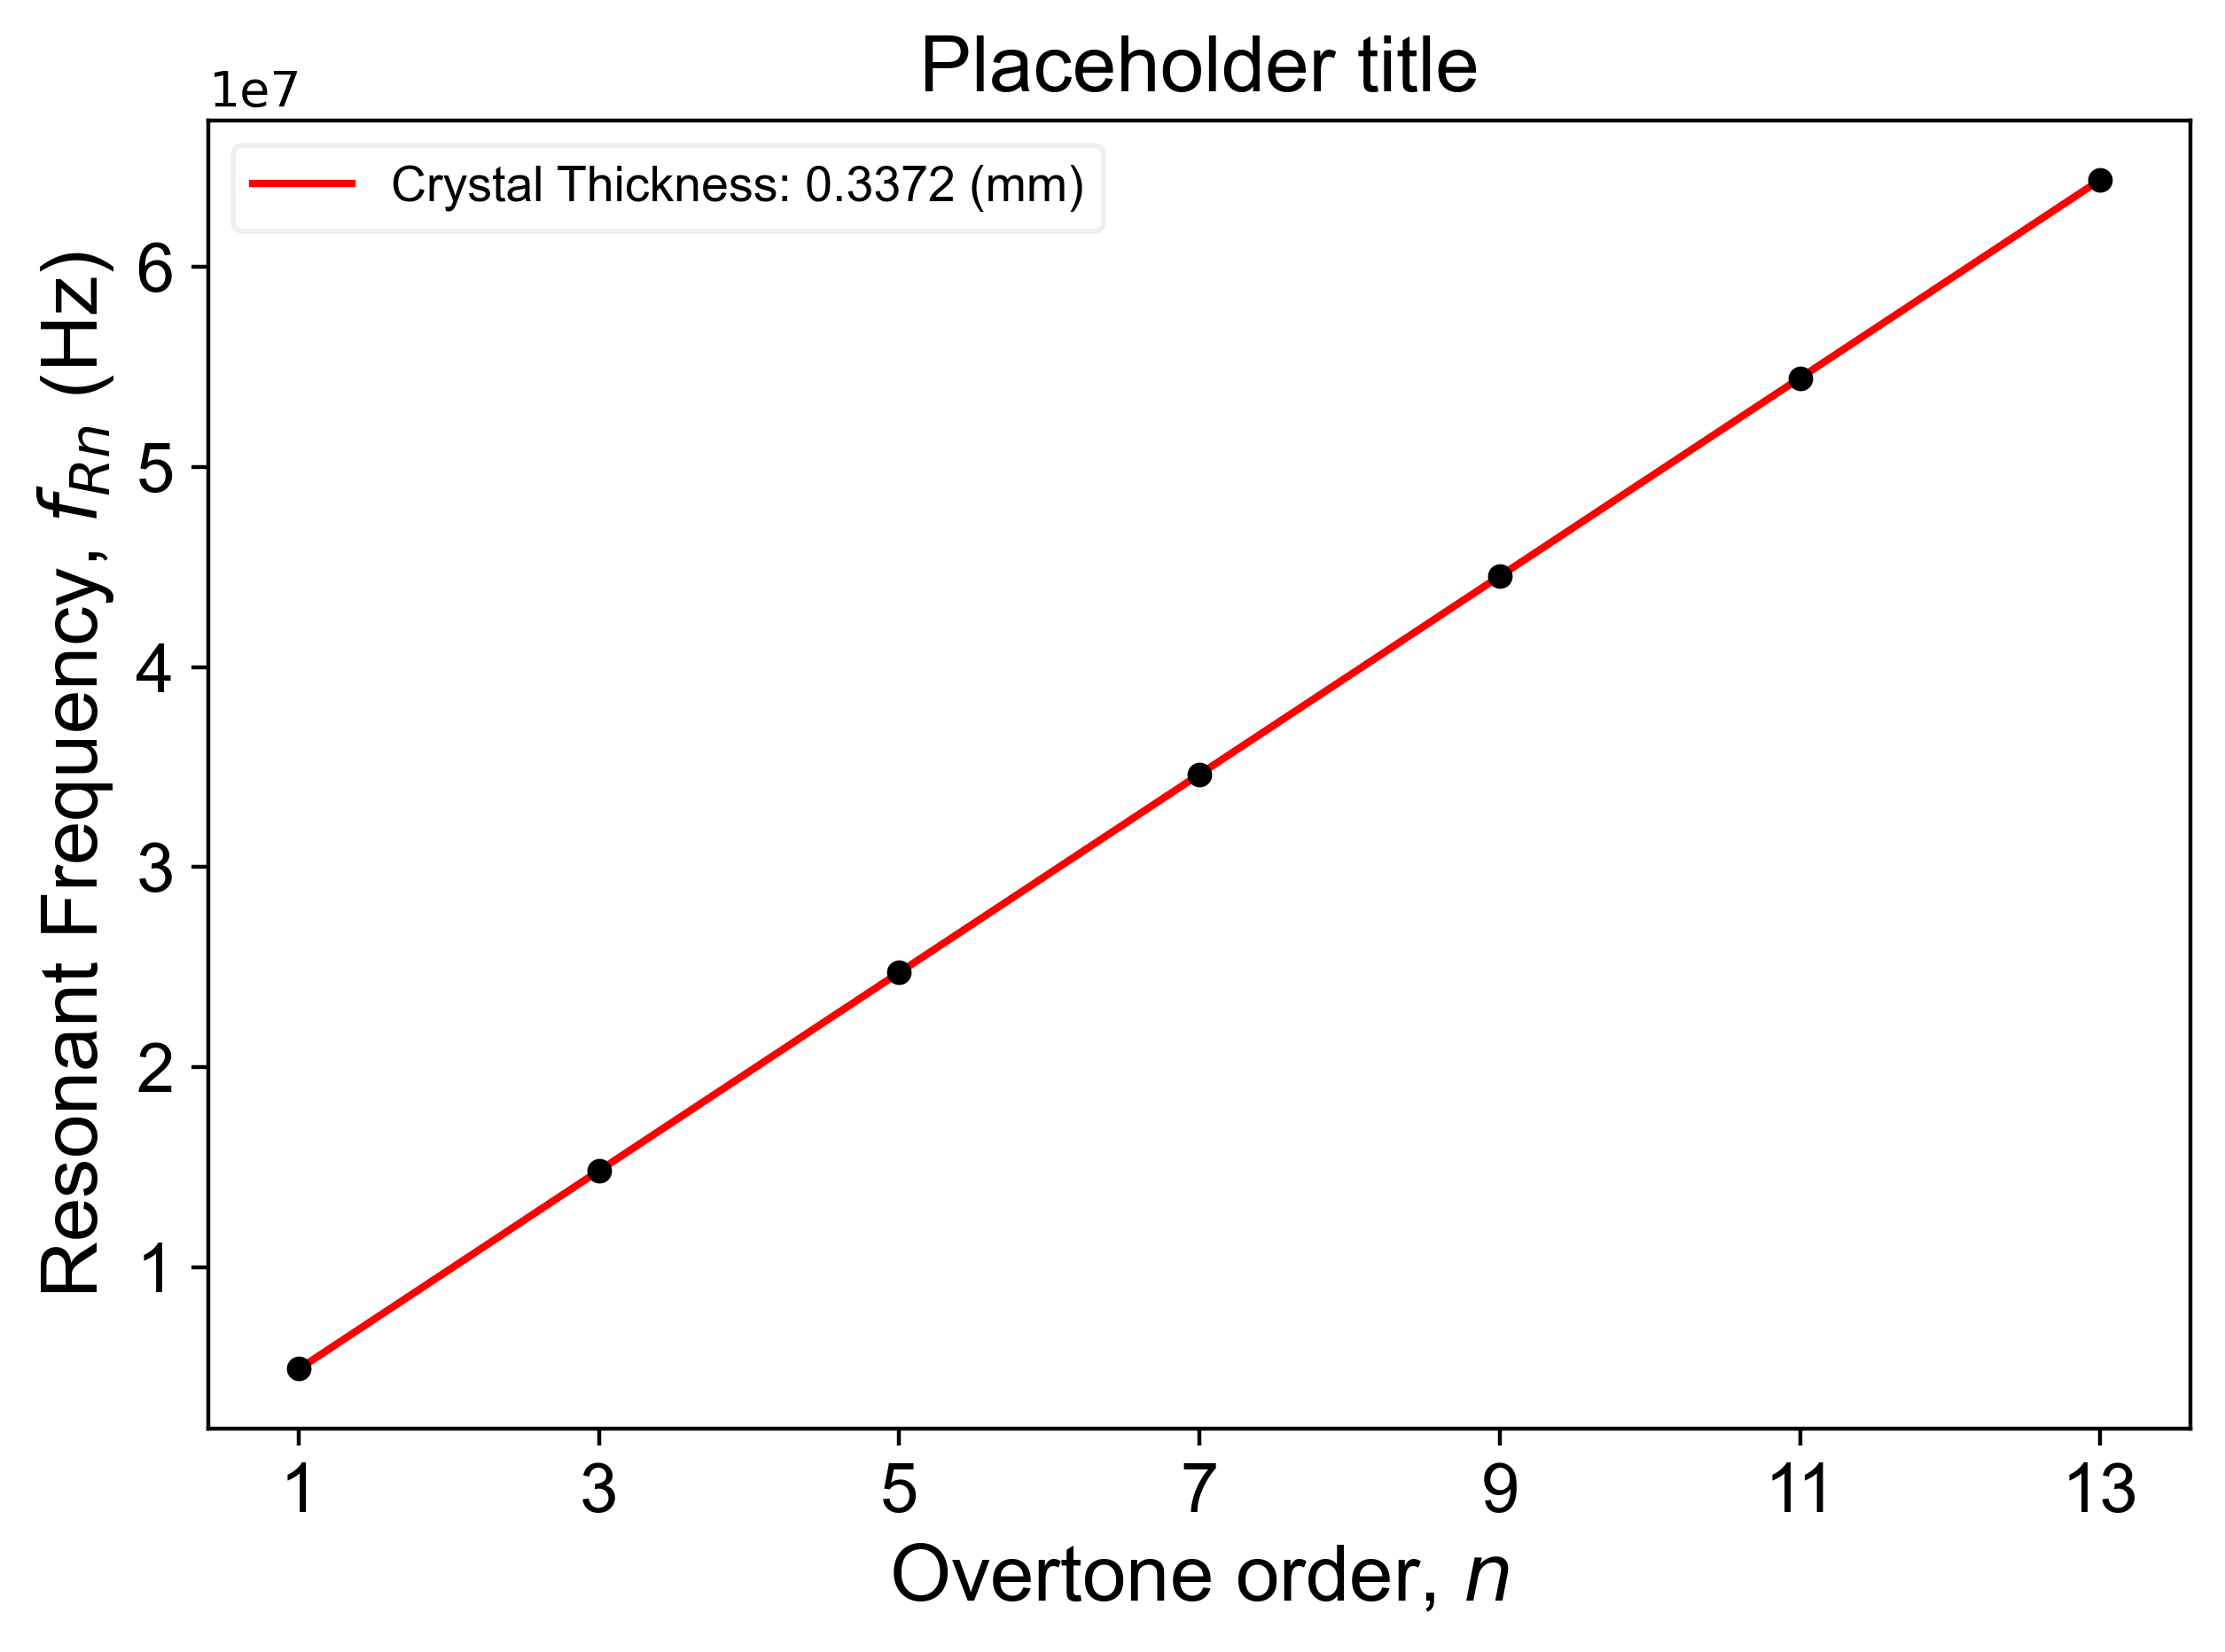 Placeholder title
1e7
Crystal Thickness: 0.3372 (mm)
Resonant Frequency, fRn (Hz)
6
5
4
3
2
1
1 3 5 7 9 11 13
Overtone order, n